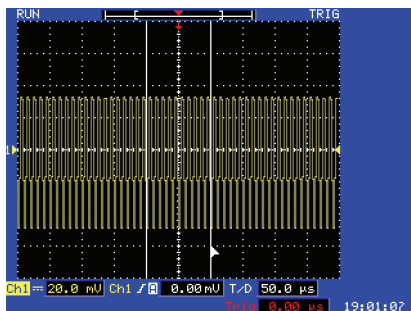 RUN TRIG
1
Ch1 20.0 mV Ch1 A 0.00mV T/D 50.0 µs
Trig 0.00 µs 19:01:07